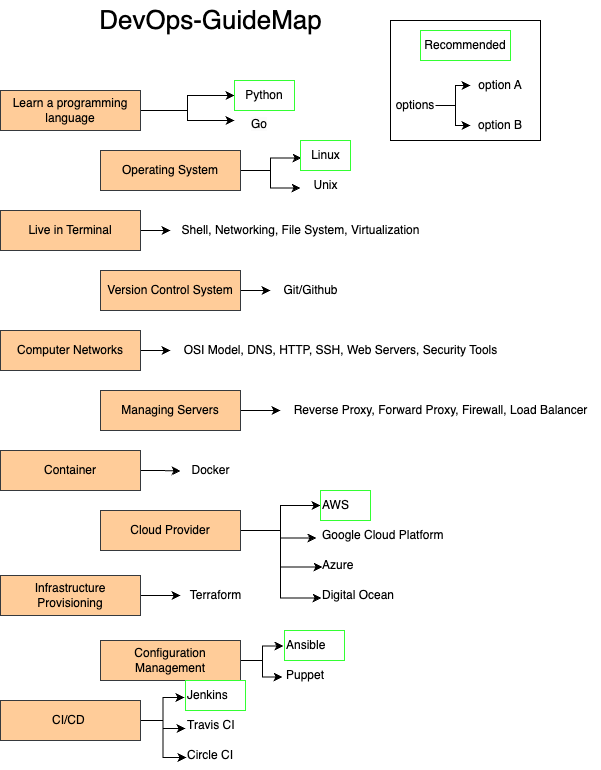 DevOps-GuideMap
Recommended
options
option A
option B
Learn a programming
language
Python
Go
Operating System
Linux
Unix
Live in Terminal
Shell, Networking, File System, Virtualization
Version Control System
Git/Github
Computer Networks
OSI Model, DNS, HTTP, SSH, Web Servers, Security Tools
Managing Servers
Reverse Proxy, Forward Proxy, Firewall, Load Balancer
Container
Docker
Cloud Provider
AWS
Google Cloud Platform
Azure
Digital Ocean
Infrastructure
Provisioning
Terraform
Configuration
Management
Ansible
Puppet
CI/CD
Jenkins
Travis CI
Circle CI